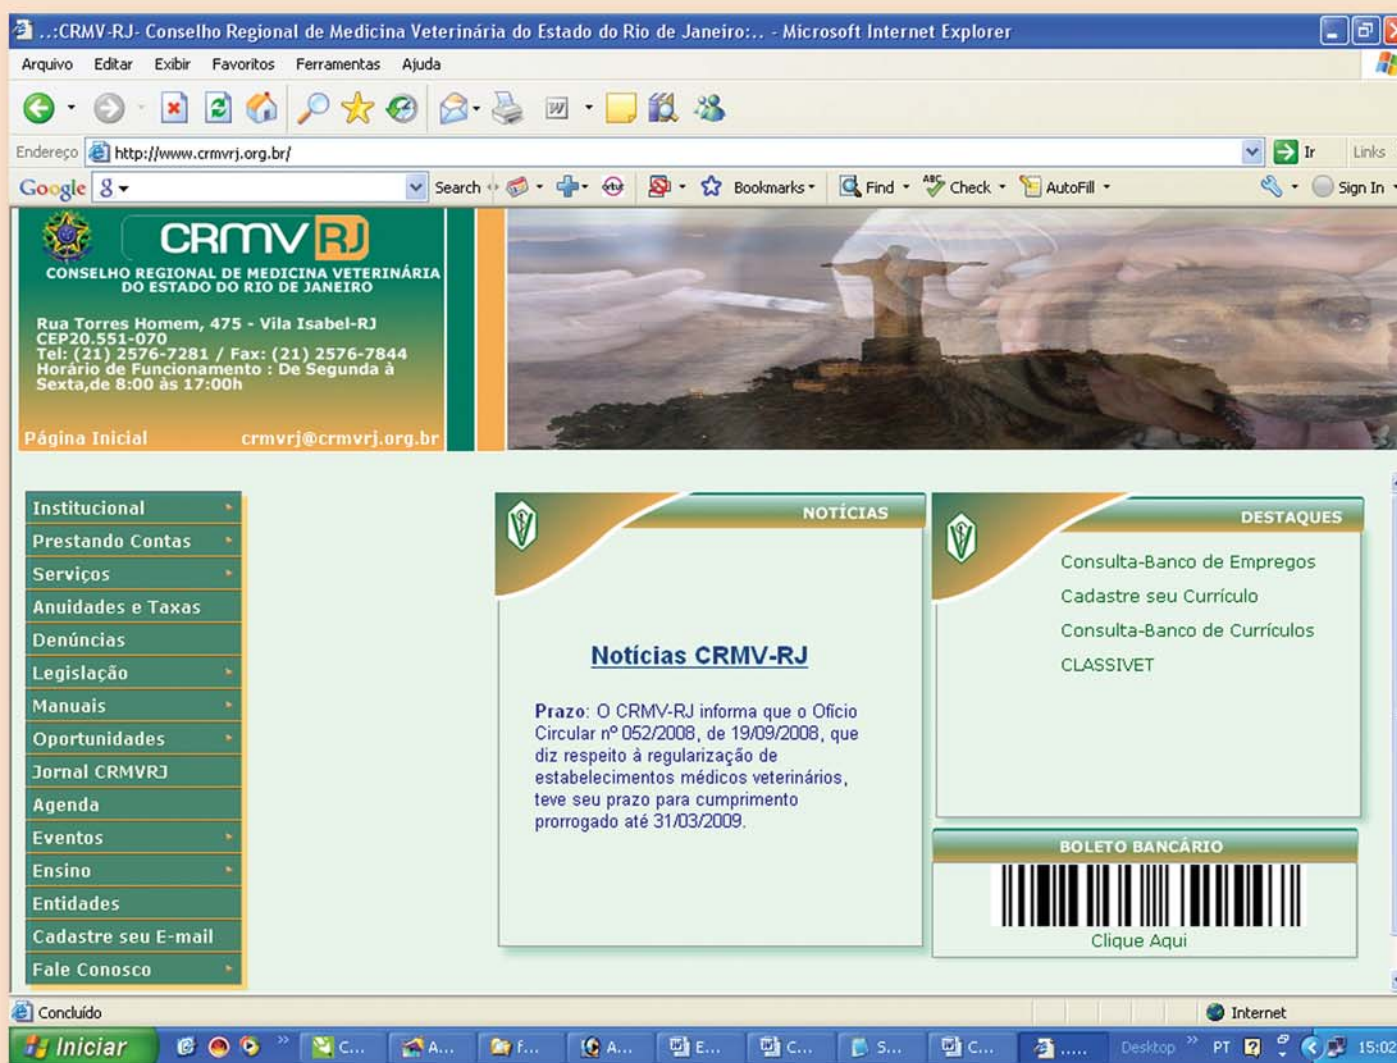 ..:CRMV-RJ- Conselho Regional de Medicina Veterinária do Estado do Rio de Janeiro:.. - Microsoft Internet Explorer
Arquivo Editar Exibir Favoritos Ferramentas Ajuda
Endereço http://www.crmvrj.org.br/ Ir Links
Google Search Bookmarks Find Check AutoFill Sign In
CRMV RJ
CONSELHO REGIONAL DE MEDICINA VETERINÁRIA
DO ESTADO DO RIO DE JANEIRO
Rua Torres Homem, 475 - Vila Isabel-RJ
CEP20.551-070
Tel: (21) 2576-7281 / Fax: (21) 2576-7844
Horário de Funcionamento : De Segunda à
Sexta,de 8:00 às 17:00h
Página Inicial crmvrj@crmvrj.org.br
Institucional
Prestando Contas
Serviços
Anuidades e Taxas
Denúncias
Legislação
Manuais
Oportunidades
Jornal CRMVRJ
Agenda
Eventos
Ensino
Entidades
Cadastre seu E-mail
Fale Conosco
NOTÍCIAS
Notícias CRMV-RJ
Prazo: O CRMV-RJ informa que o Ofício
Circular nº 052/2008, de 19/09/2008, que
diz respeito à regularização de
estabelecimentos médicos veterinários,
teve seu prazo para cumprimento
prorrogado até 31/03/2009.
DESTAQUES
Consulta-Banco de Empregos
Cadastre seu Currículo
Consulta-Banco de Currículos
CLASSIVET
BOLETO BANCÁRIO
Clique Aqui
Concluído Internet
Iniciar C... A... F... A... E... C... S... C... ..... Desktop PT 15:02